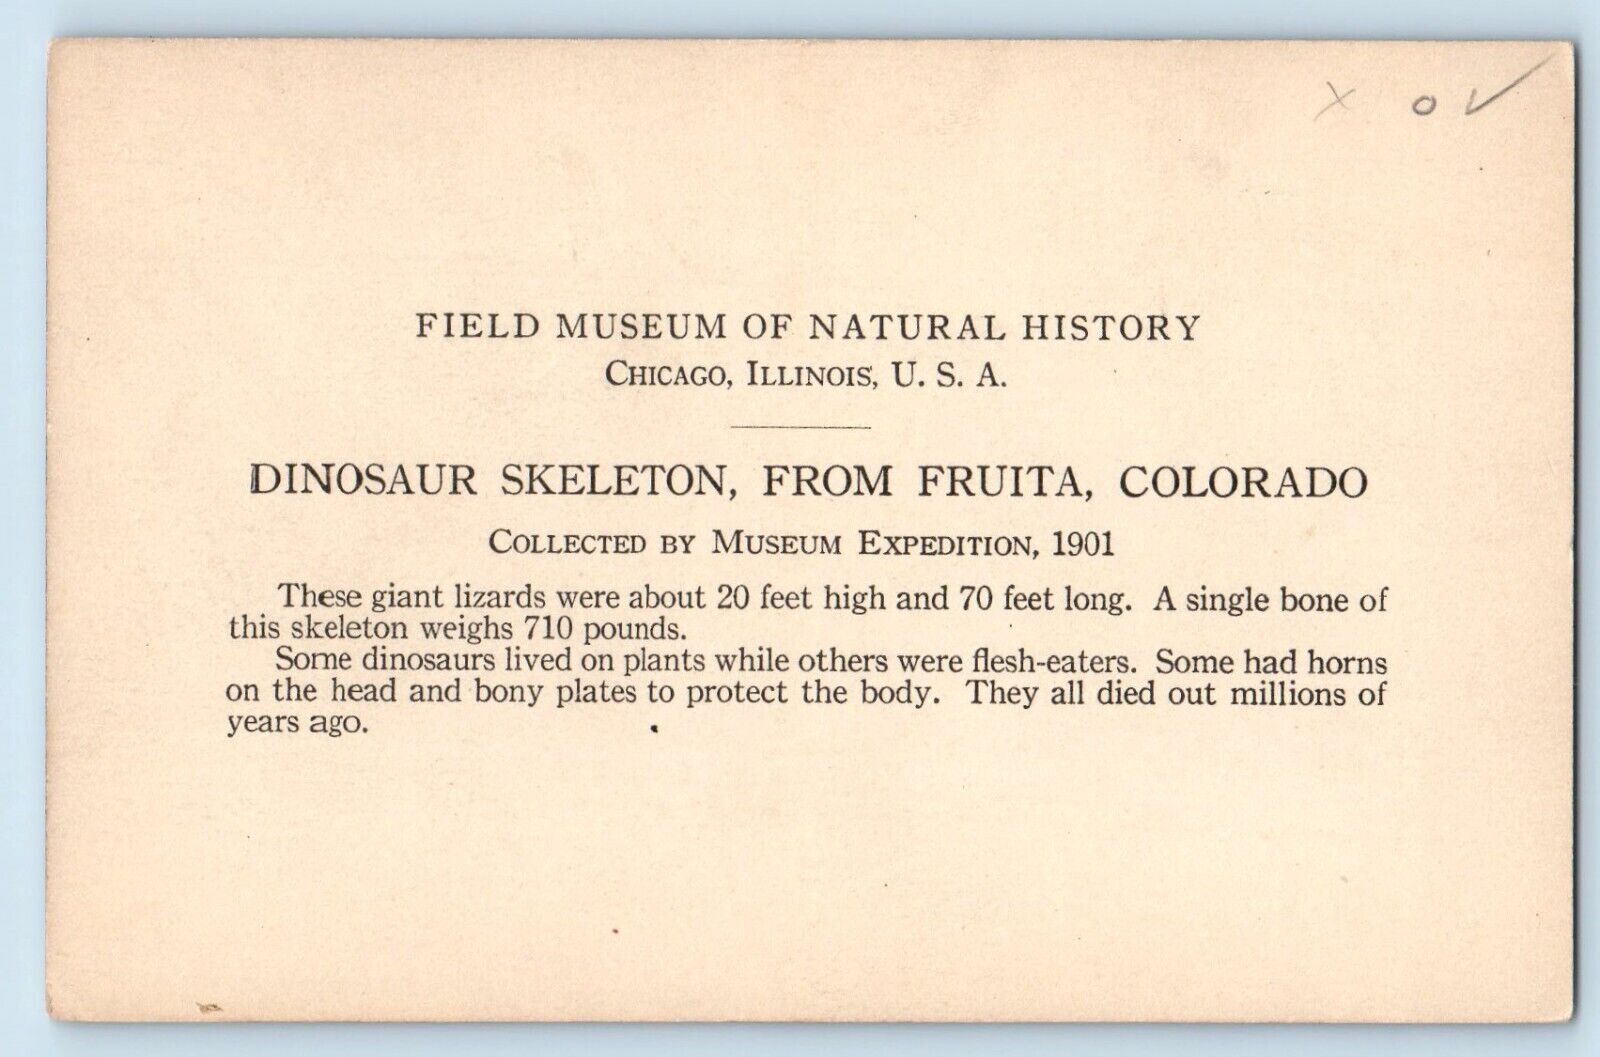 x o ✓
FIELD MUSEUM OF NATURAL HISTORY
CHICAGO, ILLINOIS, U. S. A.
DINOSAUR SKELETON, FROM FRUITA, COLORADO
COLLECTED BY MUSEUM EXPEDITION, 1901
These giant lizards were about 20 feet high and 70 feet long. A single bone of
this skeleton weighs 710 pounds.
Some dinosaurs lived on plants while others were flesh-eaters. Some had horns
on the head and bony plates to protect the body. They all died out millions of
years ago.